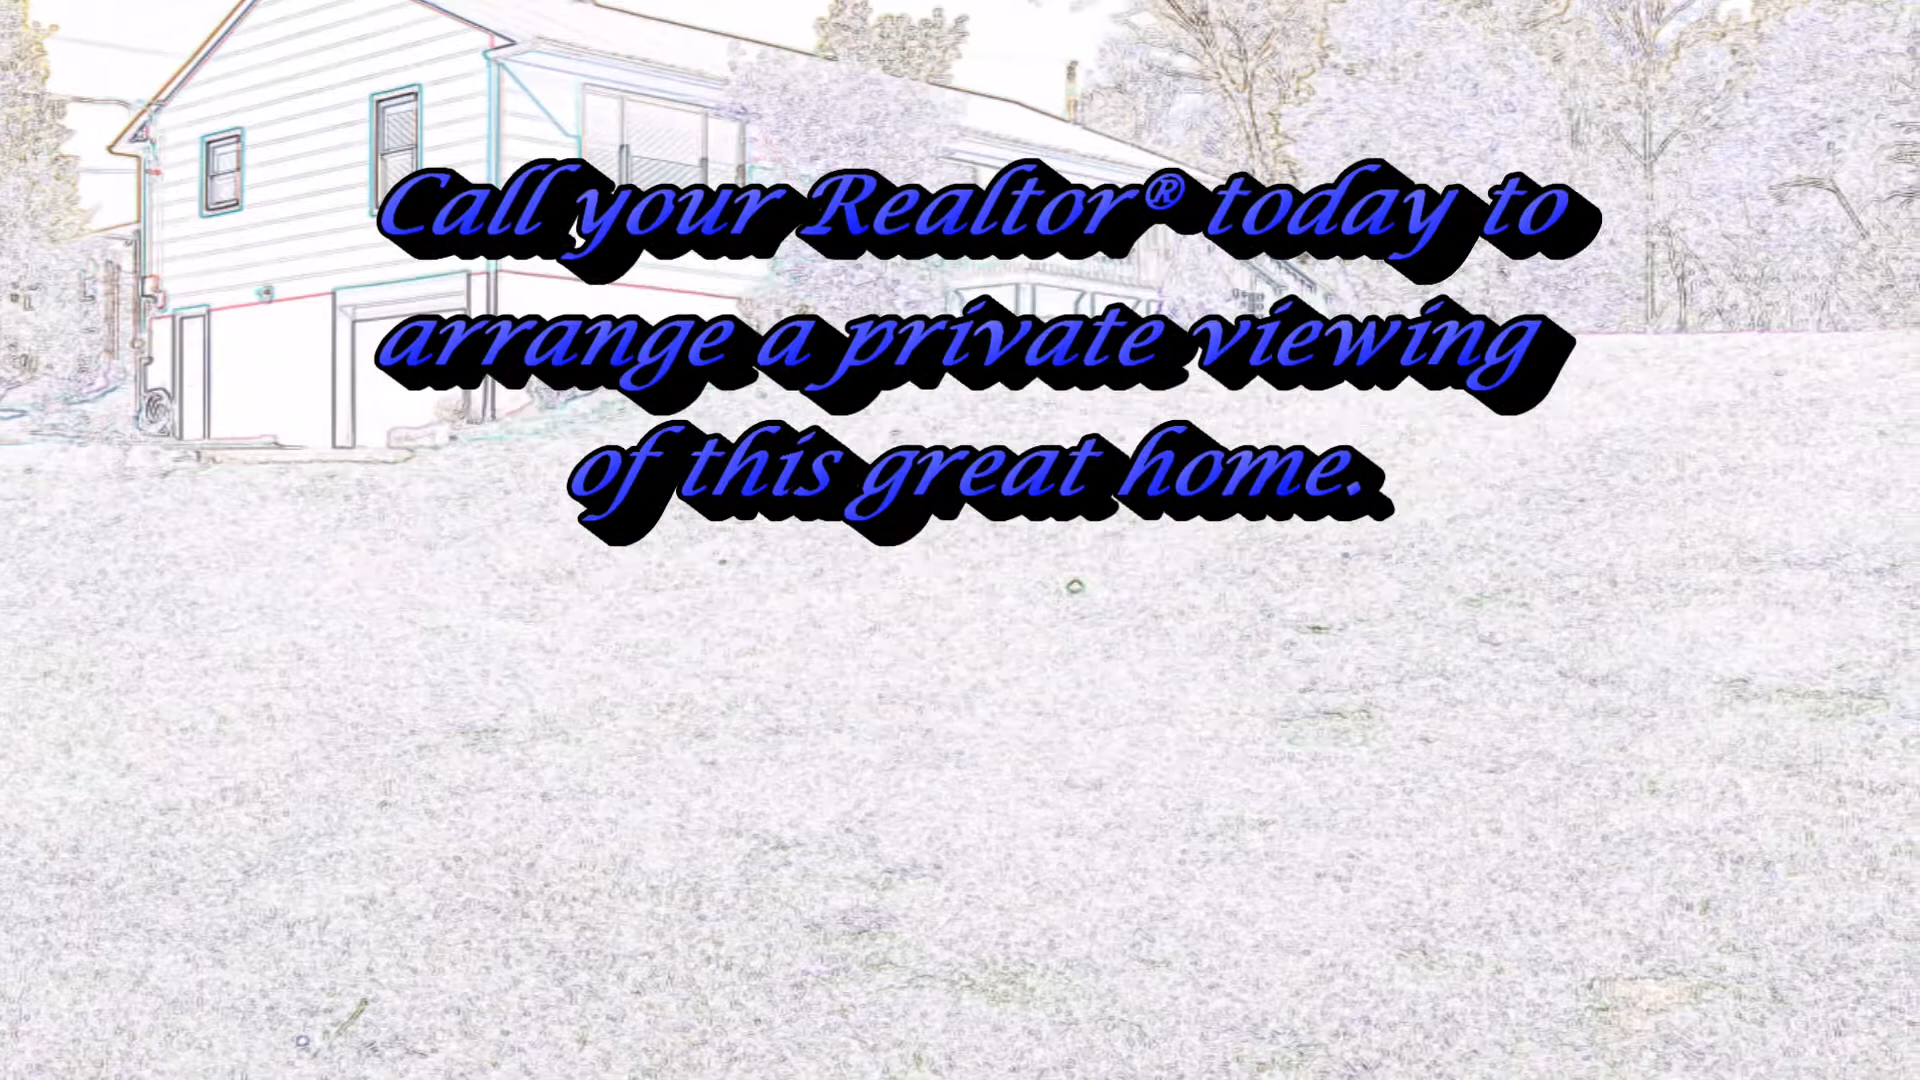 Call your Realtor® today to
arrange a private viewing
of this great home.